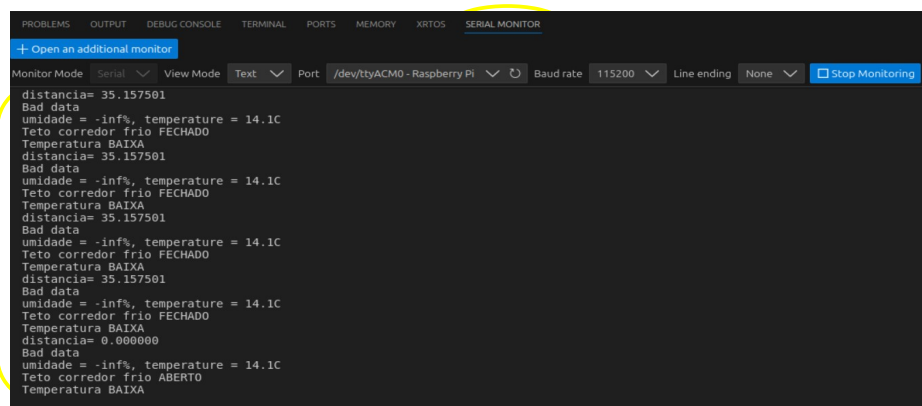 PROBLEMS OUTPUT DEBUG CONSOLE TERMINAL PORTS MEMORY XRTOS SERIAL MONITOR
+ Open an additional monitor
Monitor Mode Serial View Mode Text Port /dev/ttyACM0 - Raspberry Pi Baud rate 115200 Line ending None Stop Monitoring
distancia= 35.157501
Bad data
umidade = -inf%, temperature = 14.1C
Teto corredor frio FECHADO
Temperatura BAIXA
distancia= 35.157501
Bad data
umidade = -inf%, temperature = 14.1C
Teto corredor frio FECHADO
Temperatura BAIXA
distancia= 35.157501
Bad data
umidade = -inf%, temperature = 14.1C
Teto corredor frio FECHADO
Temperatura BAIXA
distancia= 35.157501
Bad data
umidade = -inf%, temperature = 14.1C
Teto corredor frio FECHADO
Temperatura BAIXA
distancia= 0.000000
Bad data
umidade = -inf%, temperature = 14.1C
Teto corredor frio ABERTO
Temperatura BAIXA